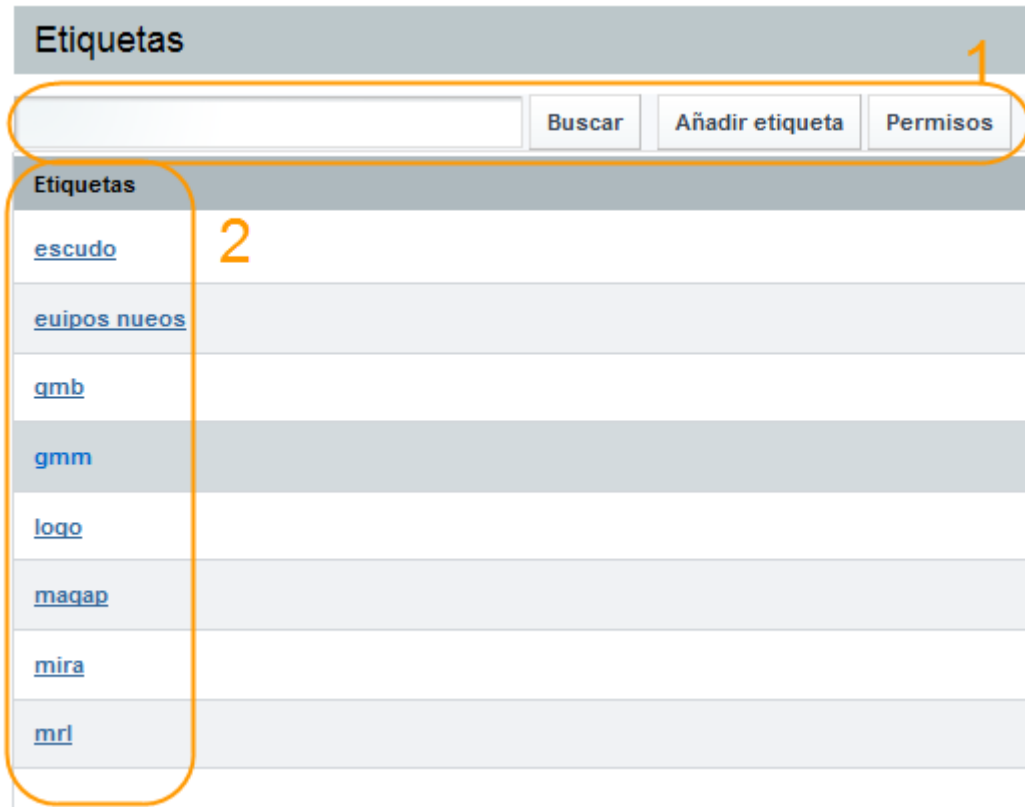 Etiquetas
1
Buscar Añadir etiqueta Permisos
Etiquetas
2
escudo
euipos nueos
gmb
gmm
logo
magap
mira
mrl